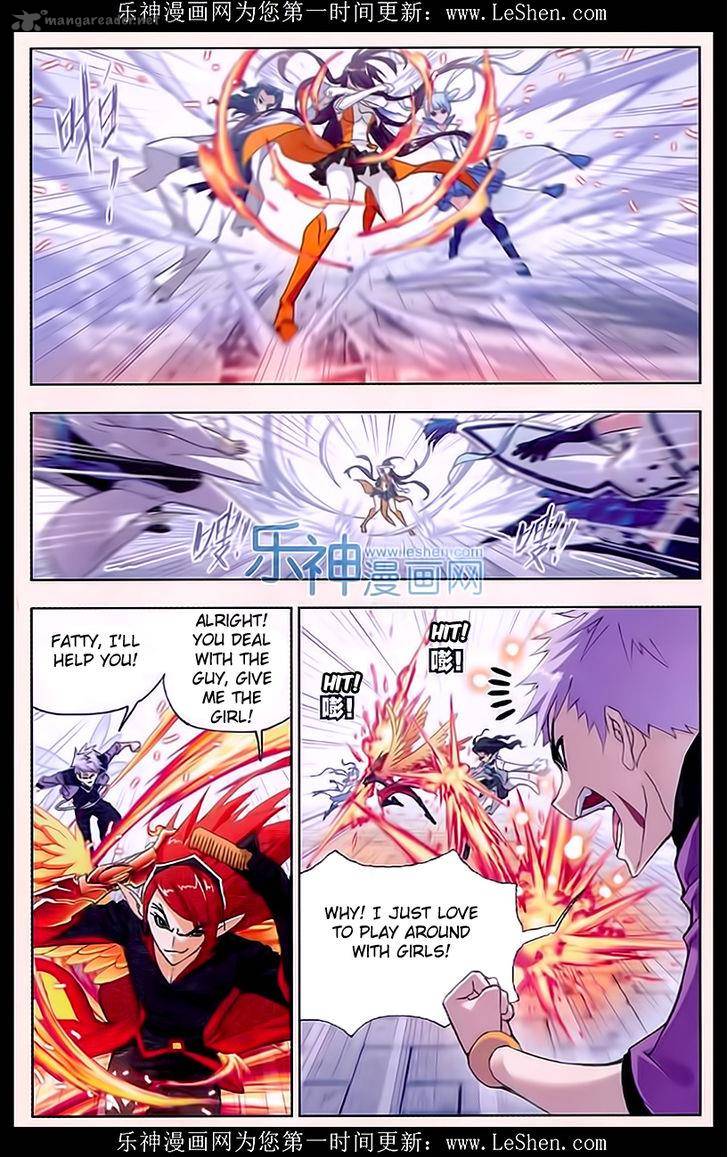 乐神漫画网为您第一时间更新：www.LeShen.com
mangareader.net
嗖!!
嗖!!
乐神漫画网
www.leshen.com
FATTY, I'LL
HELP YOU!
ALRIGHT!
YOU DEAL
WITH THE
GUY, GIVE
ME THE
GIRL!
HIT!
嘭!
HIT!
嘭!
WHY! I JUST LOVE
TO PLAY AROUND
WITH GIRLS!
乐神漫画网为您第一时间更新：www.LeShen.com